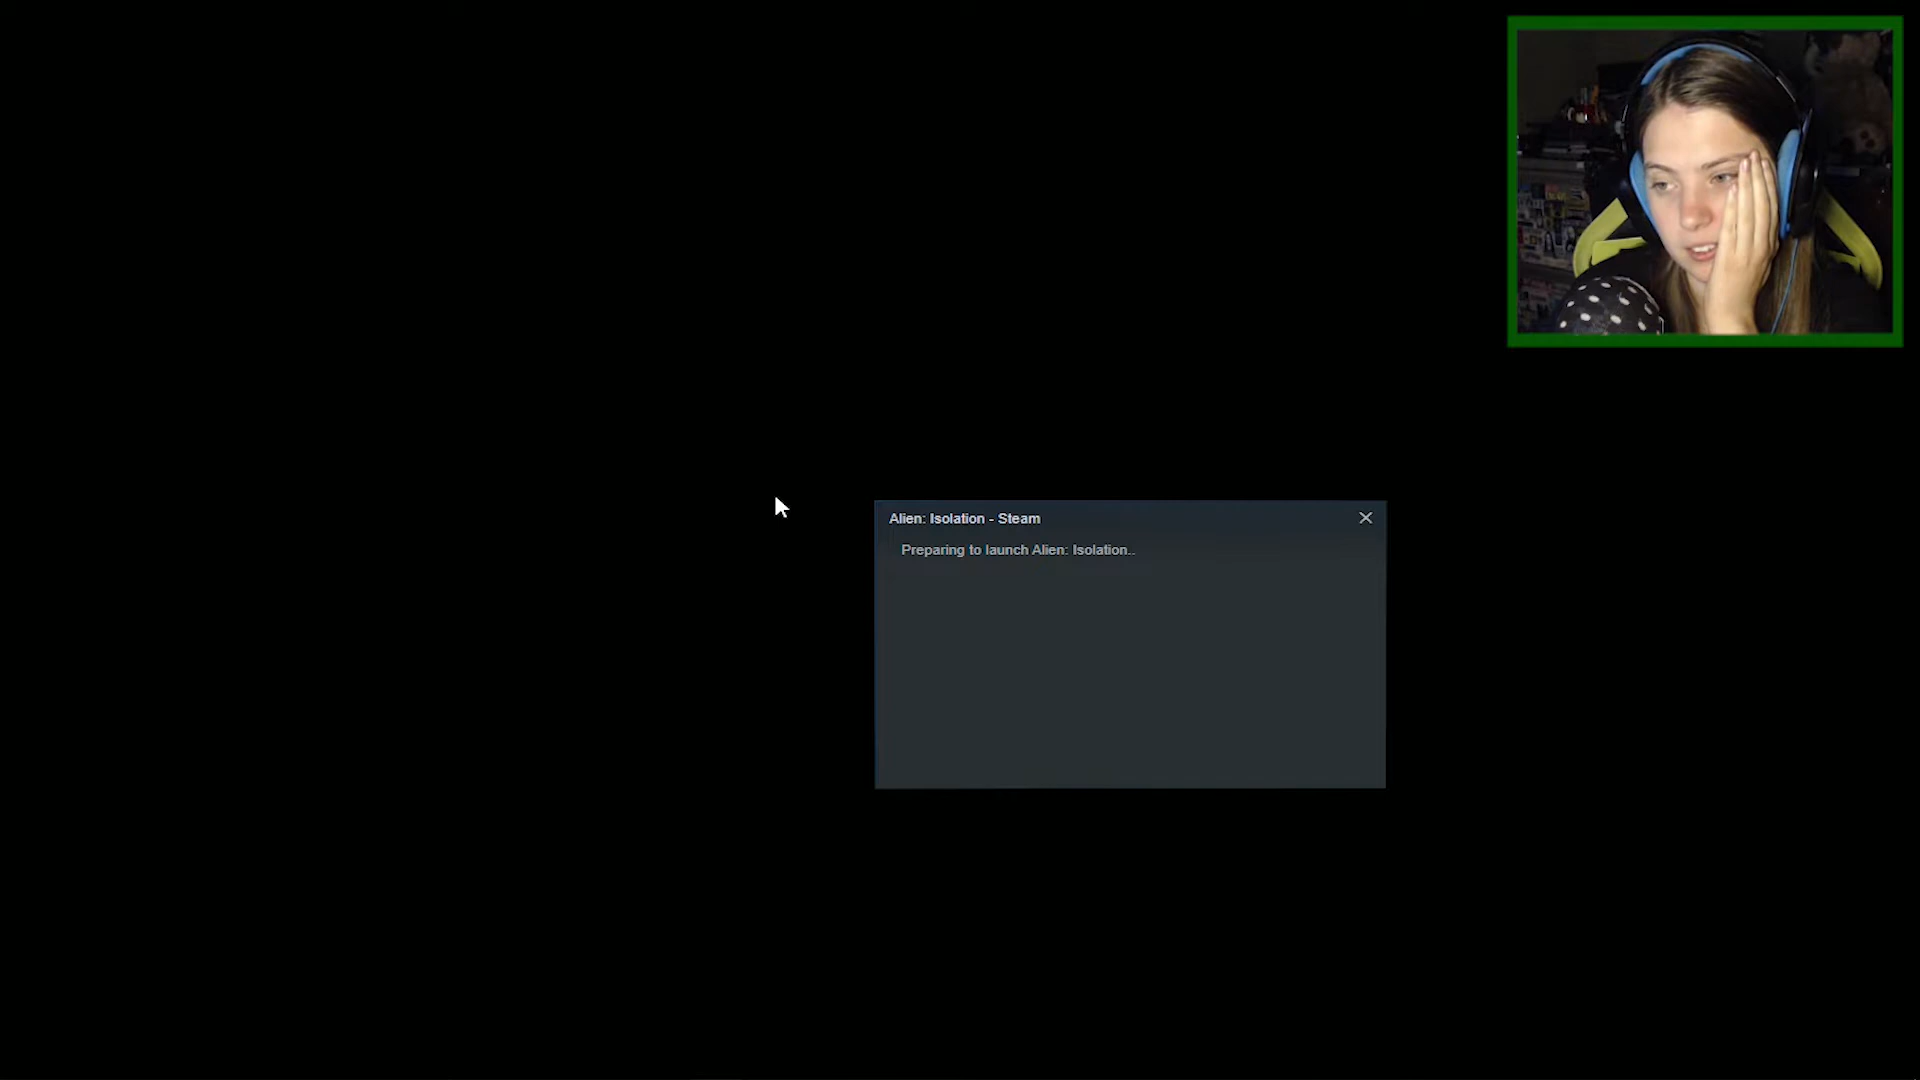 Alien: Isolation - Steam
Preparing to launch Alien: Isolation..